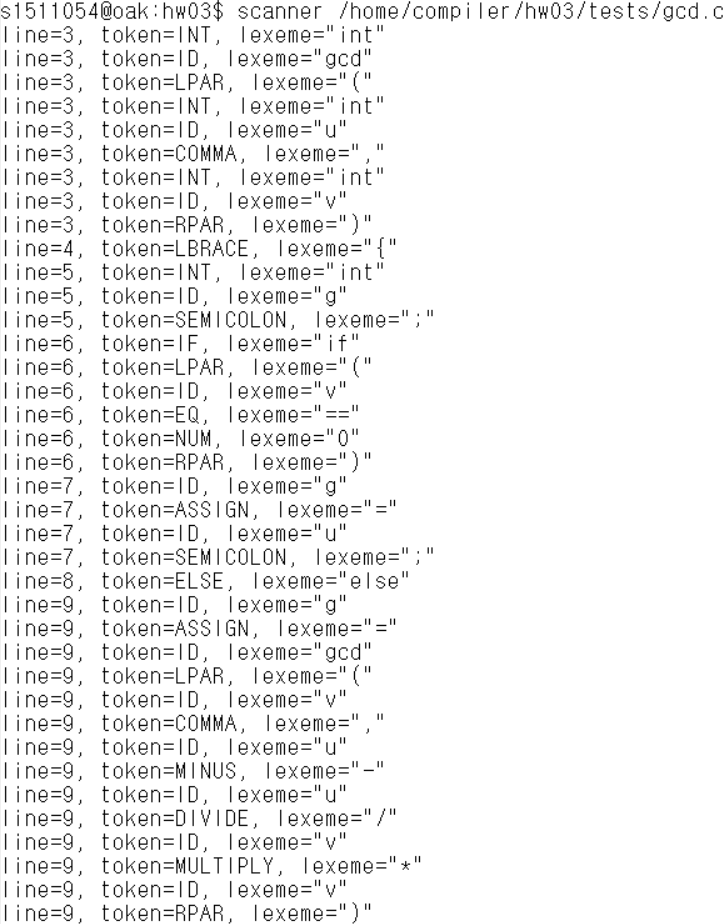 s1511054@oak:hw03$ scanner /home/compiler/hw03/tests/gcd.c
line=3, token=INT, lexeme="int"
line=3, token=ID, lexeme="gcd"
line=3, token=LPAR, lexeme="("
line=3, token=INT, lexeme="int"
line=3, token=ID, lexeme="u"
line=3, token=COMMA, lexeme=","
line=3, token=INT, lexeme="int"
line=3, token=ID, lexeme="v"
line=3, token=RPAR, lexeme=")"
line=4, token=LBRACE, lexeme="{"
line=5, token=INT, lexeme="int"
line=5, token=ID, lexeme="g"
line=5, token=SEMICOLON, lexeme=";"
line=6, token=IF, lexeme="if"
line=6, token=LPAR, lexeme="("
line=6, token=ID, lexeme="v"
line=6, token=EQ, lexeme="=="
line=6, token=NUM, lexeme="0"
line=6, token=RPAR, lexeme=")"
line=7, token=ID, lexeme="g"
line=7, token=ASSIGN, lexeme="="
line=7, token=ID, lexeme="u"
line=7, token=SEMICOLON, lexeme=";"
line=8, token=ELSE, lexeme="else"
line=9, token=ID, lexeme="g"
line=9, token=ASSIGN, lexeme="="
line=9, token=ID, lexeme="gcd"
line=9, token=LPAR, lexeme="("
line=9, token=ID, lexeme="v"
line=9, token=COMMA, lexeme=","
line=9, token=ID, lexeme="u"
line=9, token=MINUS, lexeme="-"
line=9, token=ID, lexeme="u"
line=9, token=DIVIDE, lexeme="/"
line=9, token=ID, lexeme="v"
line=9, token=MULTIPLY, lexeme="*"
line=9, token=ID, lexeme="v"
line=9, token=RPAR, lexeme=")"